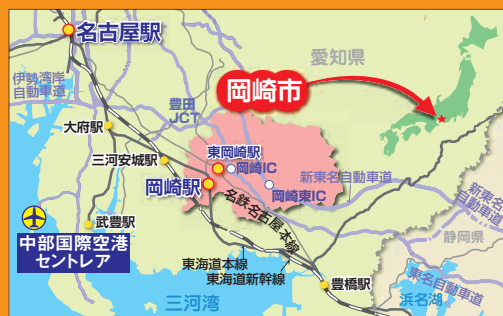 名古屋駅
愛知県
伊勢湾岸
自動車道
豊田
JCT
岡崎市
大府駅
東岡崎駅
三河安城駅
岡崎IC
岡崎駅
岡崎東IC
新東名自動車道
名鉄名古屋本線
武豊駅
中部国際空港
セントレア
新東名
自動車道
静岡県
東海道本線
東海道新幹線
豊橋駅
東名自動車道
三河湾
浜名湖